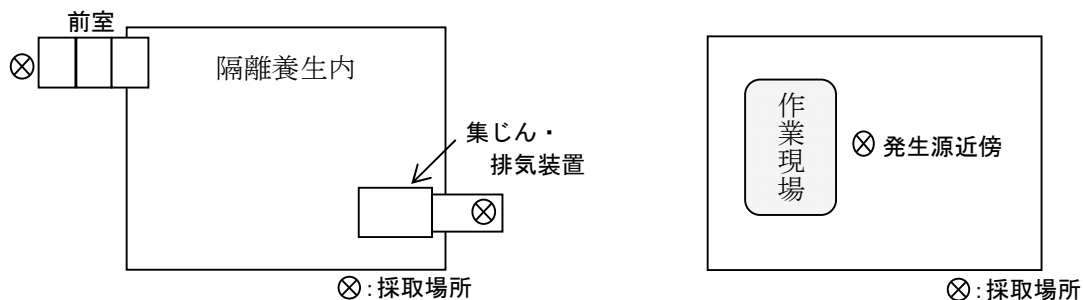 前室
隔離養生内
集じん・
排気装置
⊗:採取場所
作業現場
⊗ 発生源近傍
⊗:採取場所